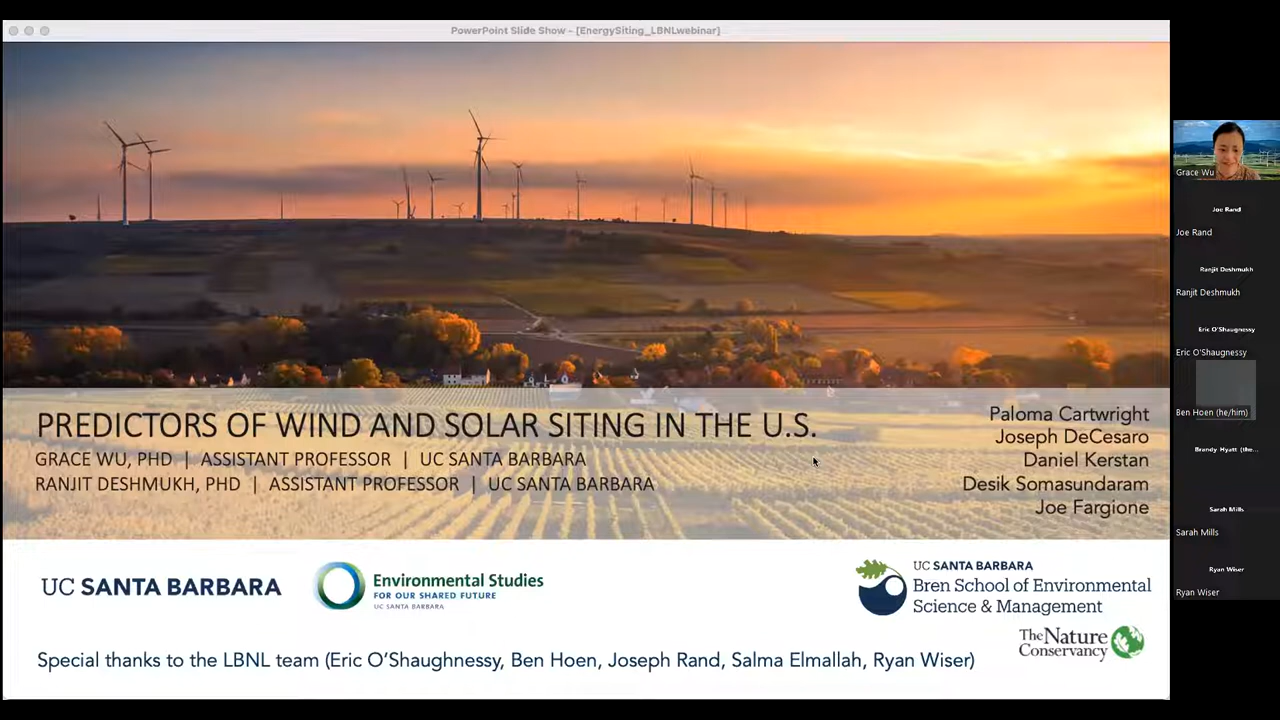 PowerPoint Slide Show - [EnergySiting_LBNLwebinar]
PREDICTORS OF WIND AND SOLAR SITING IN THE U.S.
GRACE WU, PHD | ASSISTANT PROFESSOR | UC SANTA BARBARA
RANJIT DESHMUKH, PHD | ASSISTANT PROFESSOR | UC SANTA BARBARA
Paloma Cartwright
Joseph DeCesaro
Daniel Kerstan
Desik Somasundaram
Joe Fargione
UC SANTA BARBARA
Environmental Studies
FOR OUR SHARED FUTURE
UC SANTA BARBARA
UC SANTA BARBARA
Bren School of Environmental
Science & Management
The Nature
Conservancy
Special thanks to the LBNL team (Eric O'Shaughnessy, Ben Hoen, Joseph Rand, Salma Elmallah, Ryan Wiser)
Grace Wu
Joe Rand
Joe Rand
Ranjit Deshmukh
Ranjit Deshmukh
Eric O'Shaugnessy
Eric O'Shaugnessy
Ben Hoen (he/him)
Brandy Hyatt (the...
Sarah Mills
Sarah Mills
Ryan Wiser
Ryan Wiser